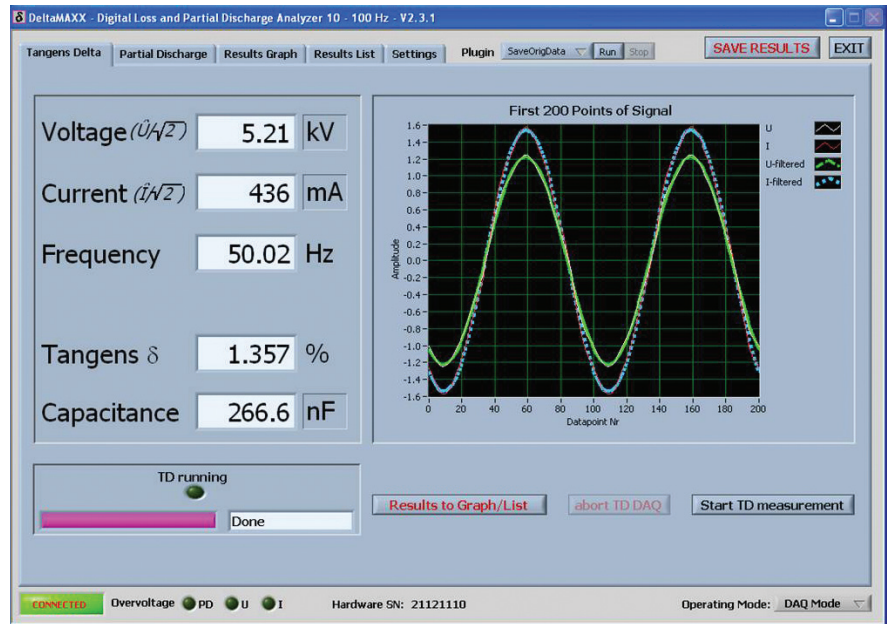 δ DeltaMAXX - Digital Loss and Partial Discharge Analyzer 10 - 100 Hz - V2.3.1
Tangens Delta Partial Discharge Results Graph Results List Settings Plugin SaveOrigData Run Stop SAVE RESULTS EXIT
Voltage (Û/√2) 5.21 kV
Current (Î/√2) 436 mA
Frequency 50.02 Hz
Tangens δ 1.357 %
Capacitance 266.6 nF
First 200 Points of Signal
U
I
U-filtered
I-filtered
Amplitude
1.6
1.4
1.2
1.0
0.8
0.6
0.4
0.2
0.0
-0.2
-0.4
-0.6
-0.8
-1.0
-1.2
-1.4
-1.6
0 20 40 60 80 100 120 140 160 180 200
Datapoint Nr
TD running
Done
Results to Graph/List abort TD DAQ Start TD measurement
CONNECTED Overvoltage PD U I Hardware SN: 21121110 Operating Mode: DAQ Mode